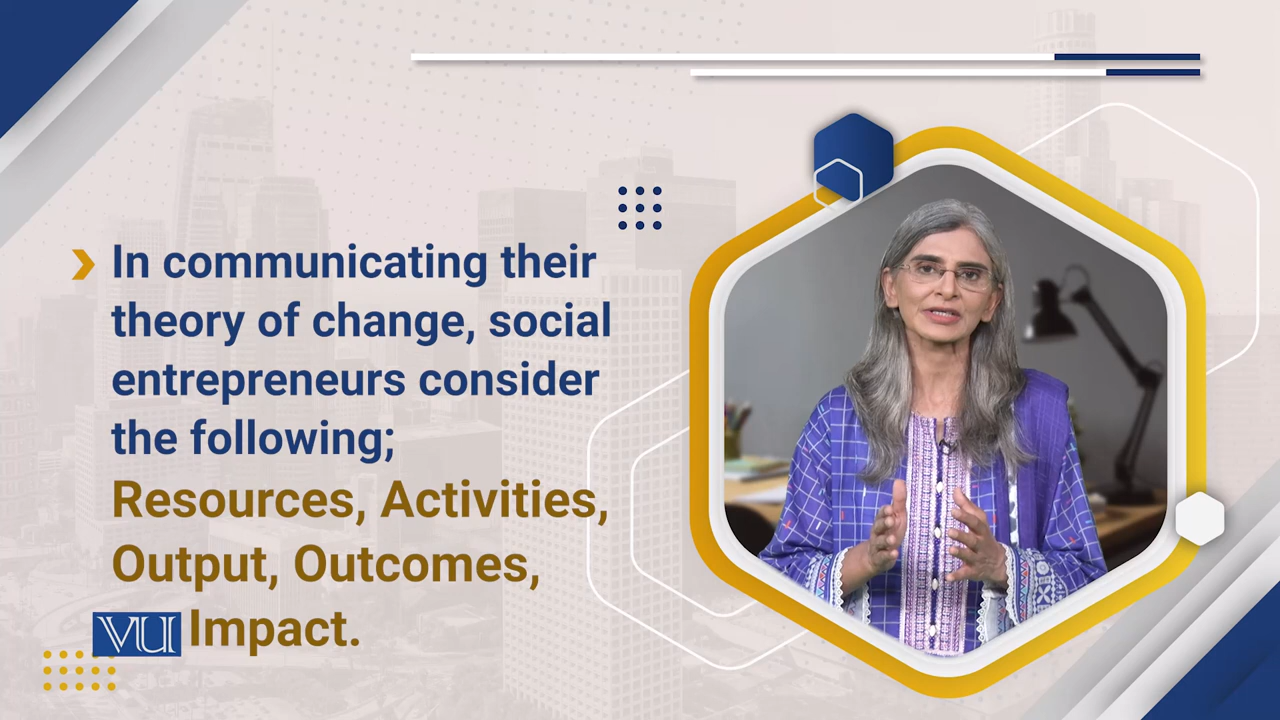 In communicating their
theory of change, social
entrepreneurs consider
the following;
Resources, Activities,
Output, Outcomes,
VU Impact.